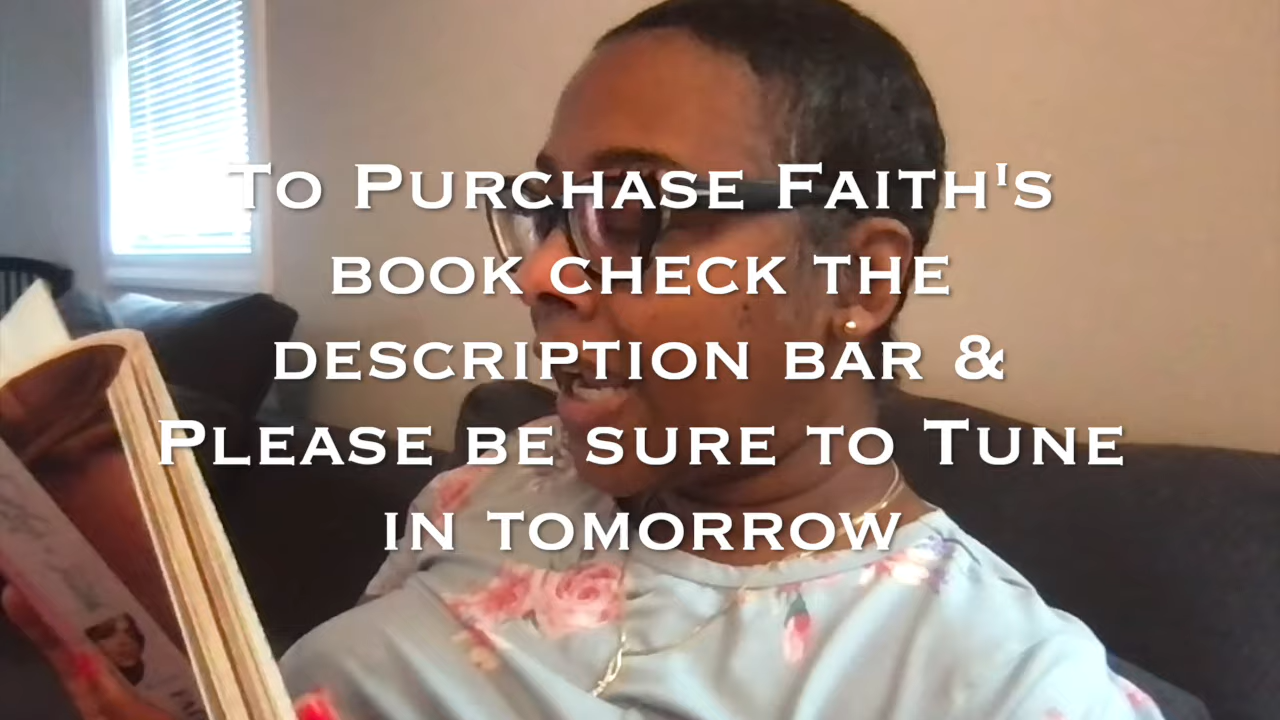 To Purchase Faith's
book check the
description bar &
Please be sure to Tune
in tomorrow